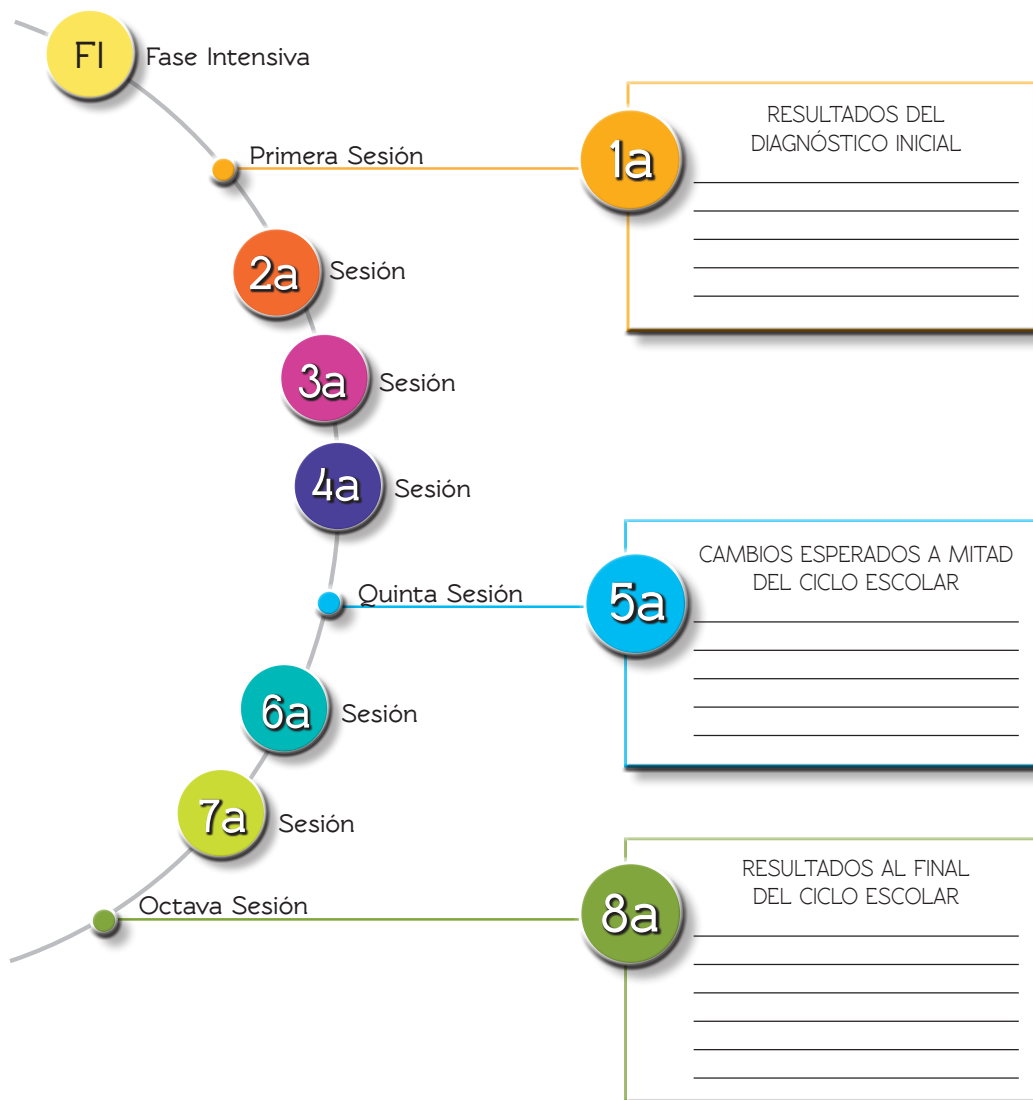 FI
Fase Intensiva
Primera Sesión
1a
RESULTADOS DEL
DIAGNÓSTICO INICIAL
2a
Sesión
3a
Sesión
4a
Sesión
Quinta Sesión
5a
CAMBIOS ESPERADOS A MITAD
DEL CICLO ESCOLAR
6a
Sesión
7a
Sesión
Octava Sesión
8a
RESULTADOS AL FINAL
DEL CICLO ESCOLAR